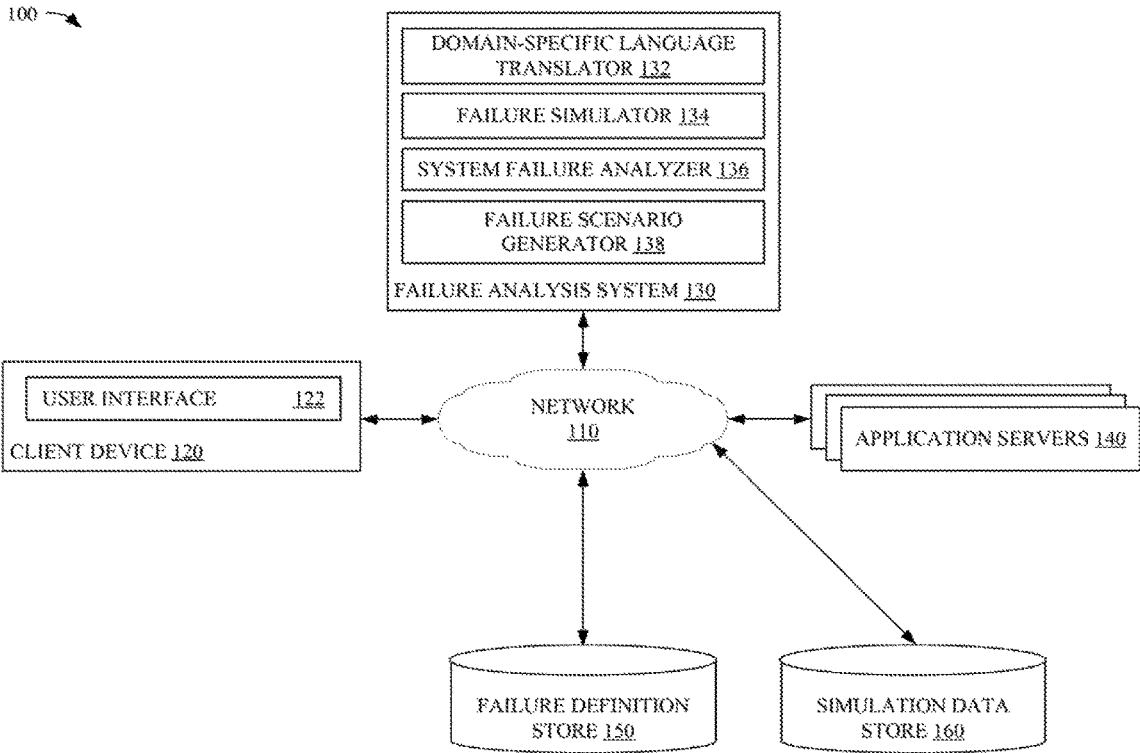 100
DOMAIN-SPECIFIC LANGUAGE
TRANSLATOR 132
FAILURE SIMULATOR 134
SYSTEM FAILURE ANALYZER 136
FAILURE SCENARIO
GENERATOR 138
FAILURE ANALYSIS SYSTEM 130
USER INTERFACE 122
CLIENT DEVICE 120
NETWORK
110
APPLICATION SERVERS 140
FAILURE DEFINITION
STORE 150
SIMULATION DATA
STORE 160